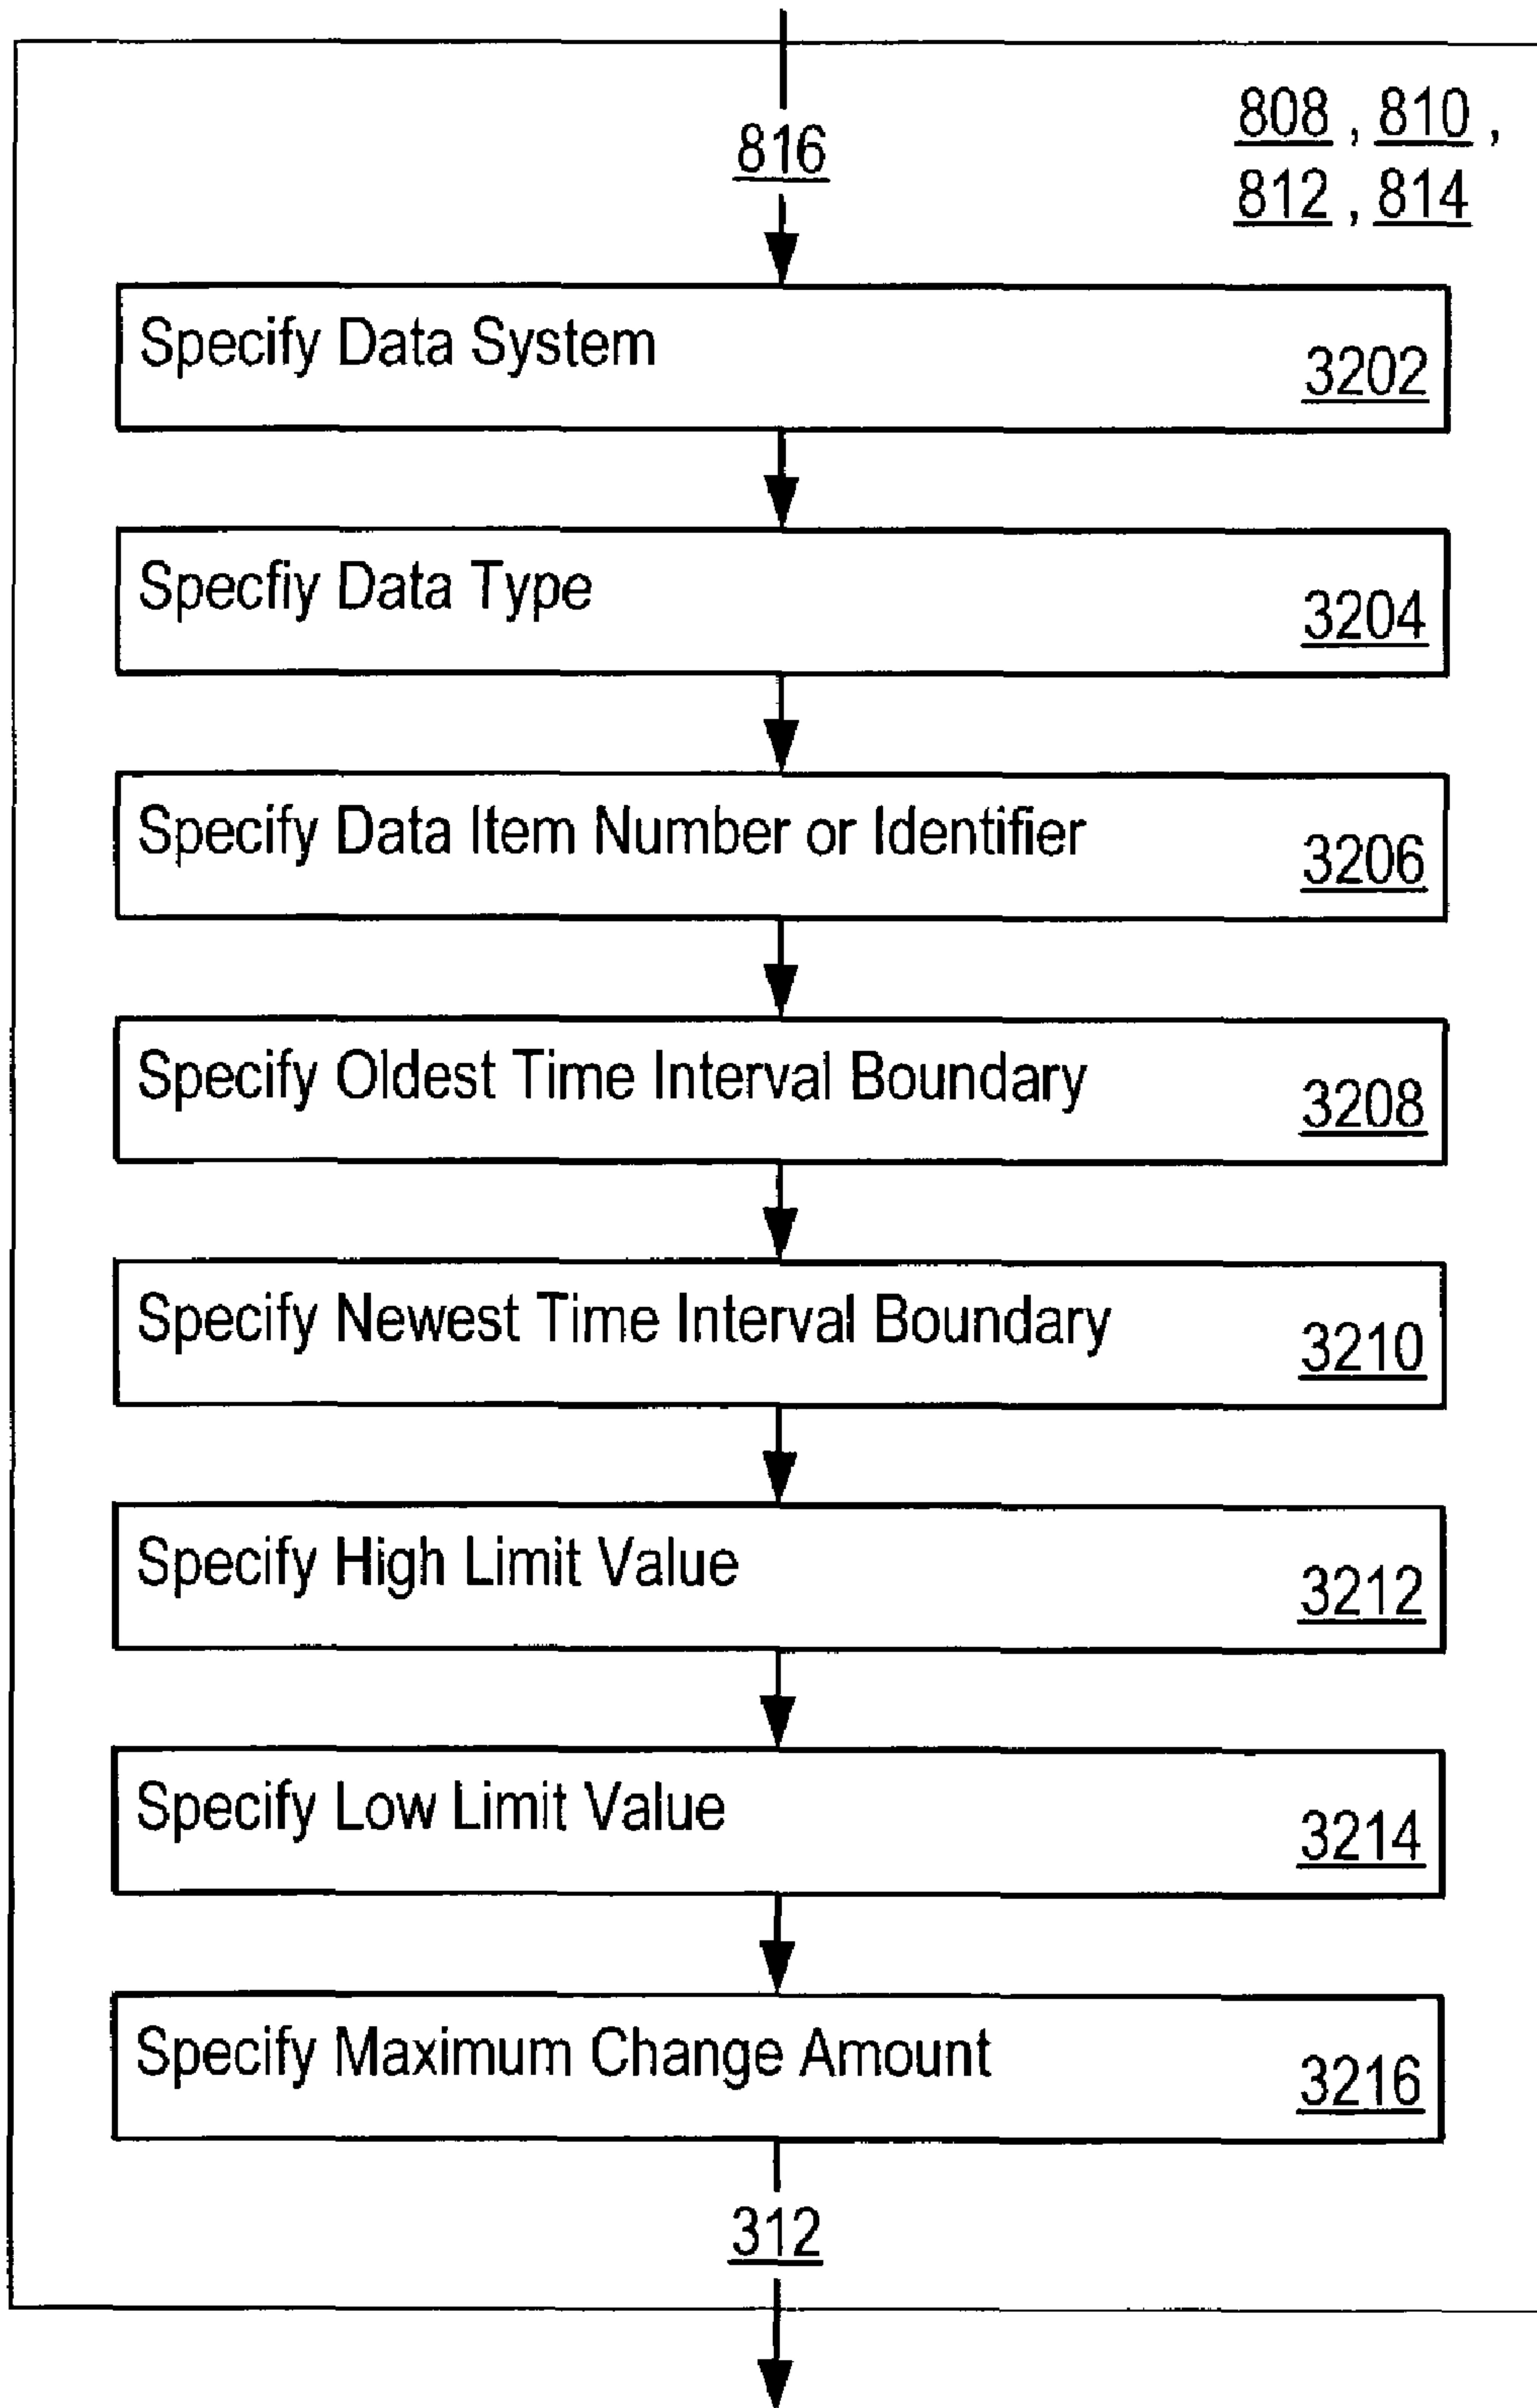 816
808 , 810 ,
812 , 814
Specify Data System
3202
Specfiy Data Type
3204
Specify Data Item Number or Identifier
3206
Specify Oldest Time Interval Boundary
3208
Specify Newest Time Interval Boundary
3210
Specify High Limit Value
3212
Specify Low Limit Value
3214
Specify Maximum Change Amount
3216
312